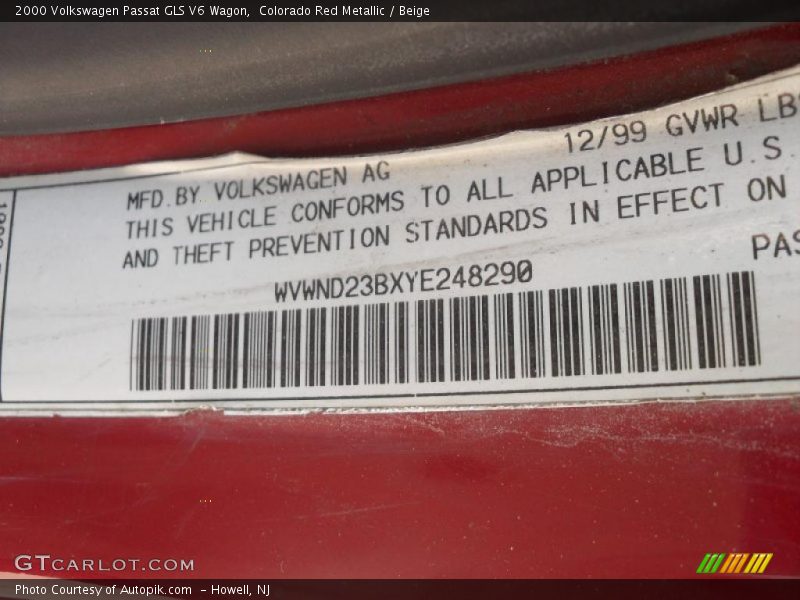 2000 Volkswagen Passat GLS V6 Wagon,  Colorado Red Metallic / Beige
12/99 GVWR LB
MFD.BY VOLKSWAGEN AG
THIS VEHICLE CONFORMS TO ALL APPLICABLE U.S
AND THEFT PREVENTION STANDARDS IN EFFECT ON
PAS
WVWND23BXYE248290
GTCARLOT.COM
Photo Courtesy of Autopik.com  – Howell, NJ